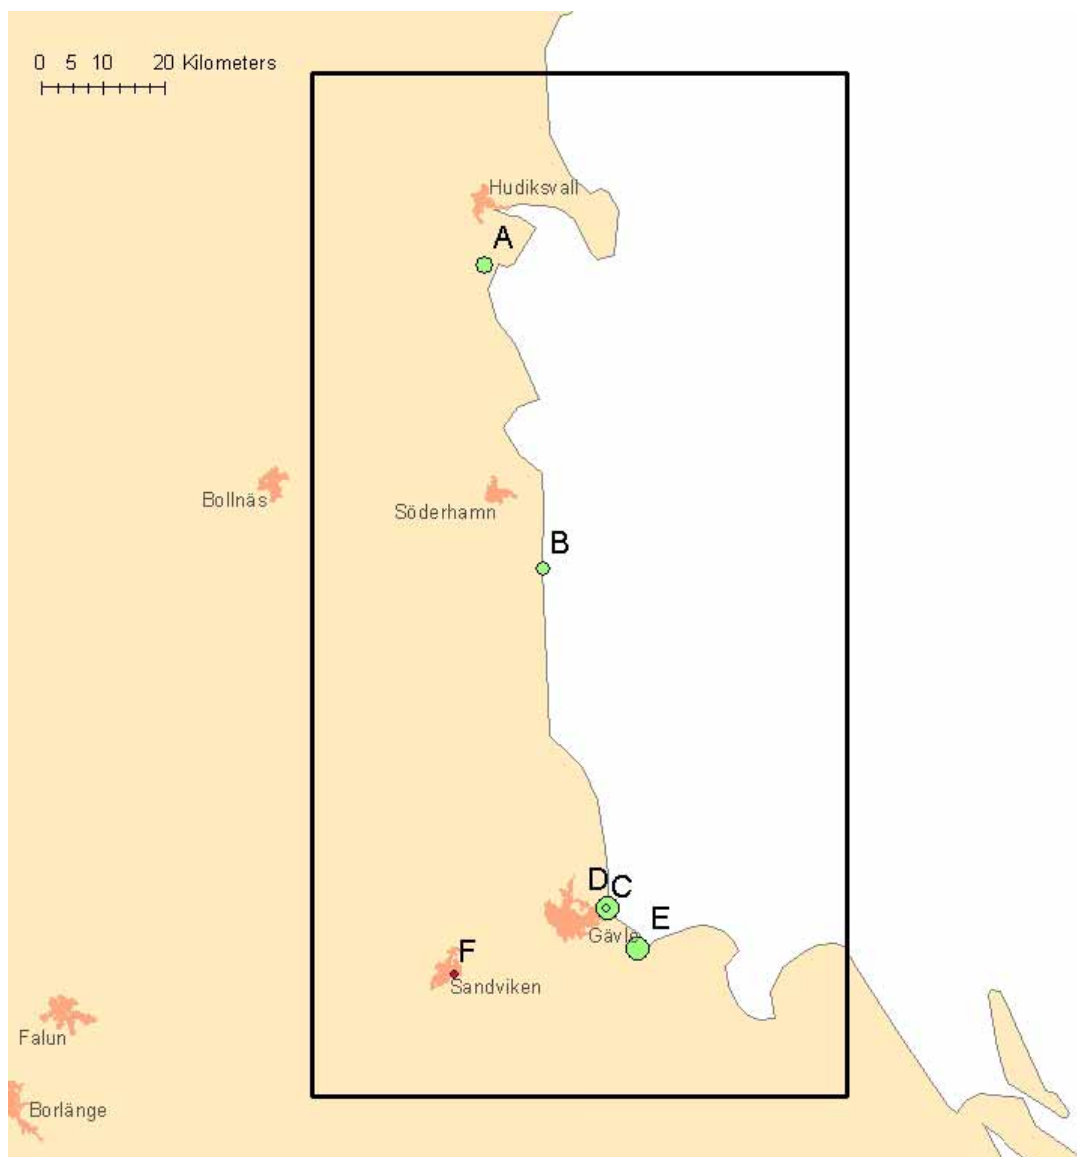 0 5 10 20 Kilometers
Hudiksvall
A
Bollnäs
Söderhamn
B
D
C
E
Gävle
F
Sandviken
Falun
Borlänge